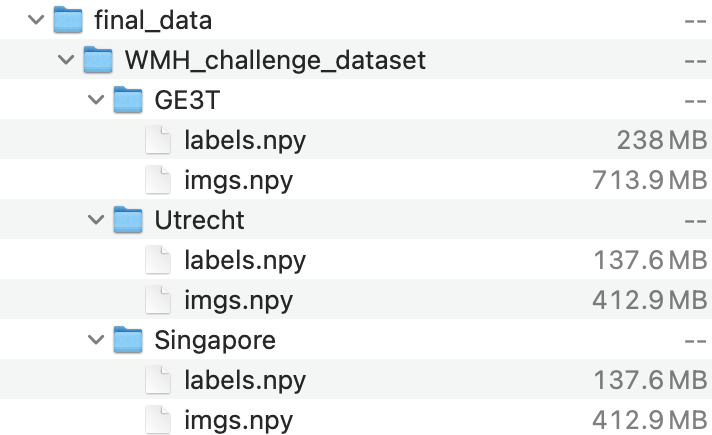 final_data --
WMH_challenge_dataset --
GE3T --
labels.npy 238 MB
imgs.npy 713.9 MB
Utrecht --
labels.npy 137.6 MB
imgs.npy 412.9 MB
Singapore --
labels.npy 137.6 MB
imgs.npy 412.9 MB